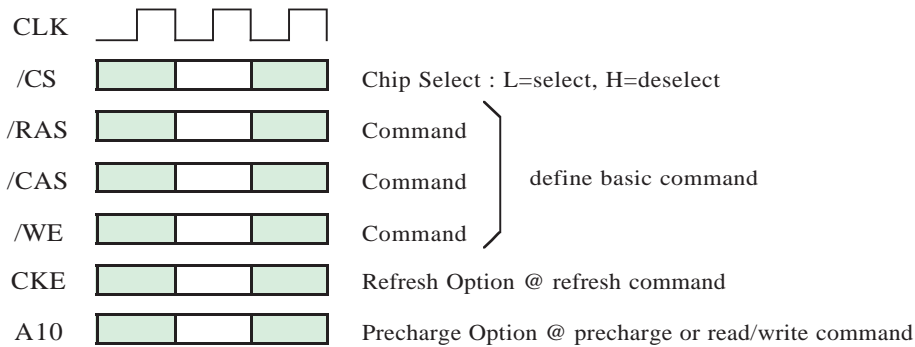 CLK
/CS Chip Select : L=select, H=deselect
/RAS Command
/CAS Command define basic command
/WE Command
CKE Refresh Option @ refresh command
A10 Precharge Option @ precharge or read/write command